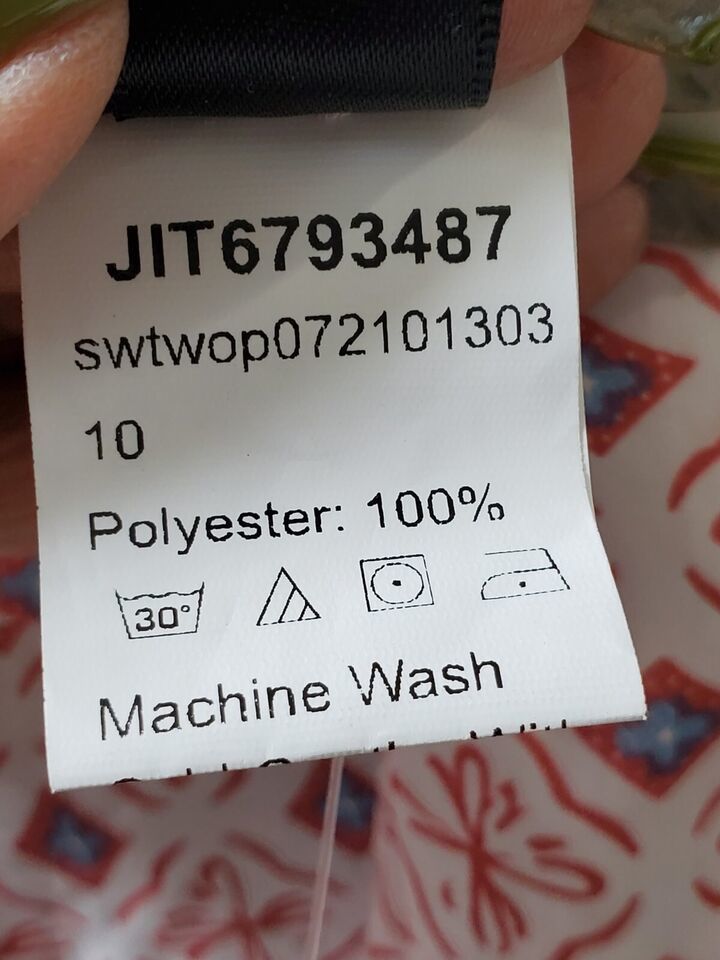 JIT6793487
swtwop072101303
10
Polyester: 100%
30°
Machine Wash